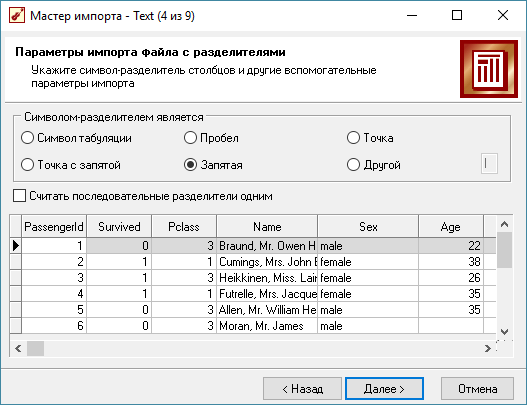 Мастер импорта - Text (4 из 9)
Параметры импорта файла с разделителями
Укажите символ-разделитель столбцов и другие вспомогательные
параметры импорта
Символом-разделителем является
Символ табуляции Пробел Точка
Точка с запятой Запятая Другой
Считать последовательные разделители одним
PassengerId Survived Pclass Name Sex Age
1 0 3 Braund, Mr. Owen H male 22
2 1 1 Cumings, Mrs. John B female 38
3 1 3 Heikkinen, Miss. Lain female 26
4 1 1 Futrelle, Mrs. Jacque female 35
5 0 3 Allen, Mr. William He male 35
6 0 3 Moran, Mr. James male
< Назад Далее > Отмена